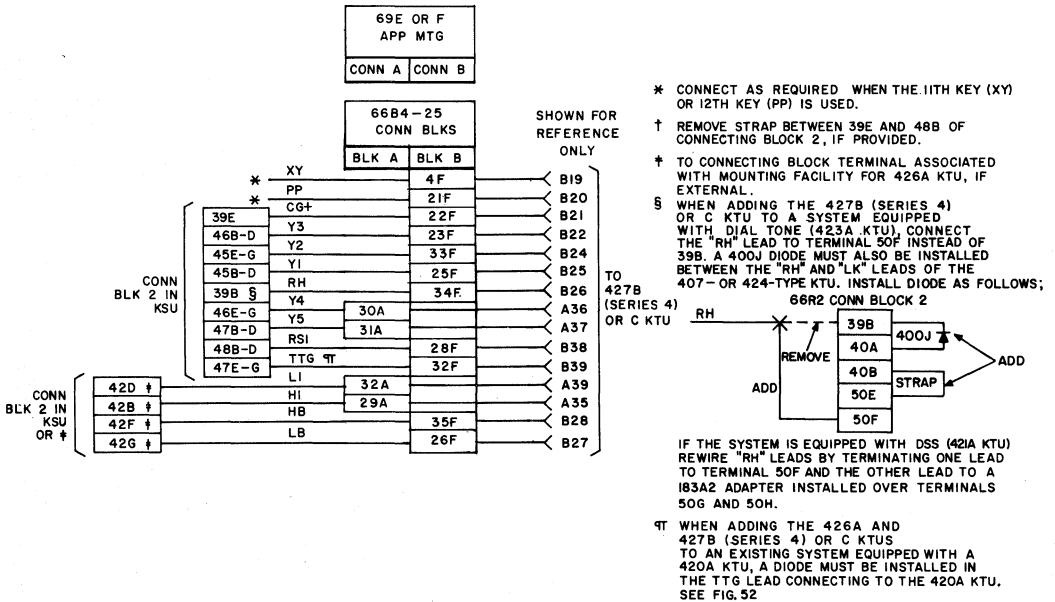 69E OR F
APP MTG
CONN A CONN B
66B4-25
CONN BLKS
BLK A BLK B
SHOWN FOR
REFERENCE
ONLY
* XY 4F B19
* PP 21F B20
39E CG+ 22F B21
46B-D Y3 23F B22
45E-G Y2 33F B24
45B-D Y1 25F B25
39B § RH 34F B26
46E-G Y4 30A A36
47B-D Y5 31A A37
48B-D RS1 28F B38
47E-G TTG ¶ 32F B39
42D ‡ L1 32A A39
42B ‡ H1 29A A35
42F ‡ HB 35F B28
42G ‡ LB 26F B27
CONN
BLK 2 IN
KSU
CONN
BLK 2 IN
KSU
OR ‡
TO
427B
(SERIES 4)
OR C KTU
* CONNECT AS REQUIRED WHEN THE 11TH KEY (XY)
OR 12TH KEY (PP) IS USED.
† REMOVE STRAP BETWEEN 39E AND 48B OF
CONNECTING BLOCK 2, IF PROVIDED.
‡ TO CONNECTING BLOCK TERMINAL ASSOCIATED
WITH MOUNTING FACILITY FOR 426A KTU, IF
EXTERNAL.
§ WHEN ADDING THE 427B (SERIES 4)
OR C KTU TO A SYSTEM EQUIPPED
WITH DIAL TONE (423A KTU), CONNECT
THE "RH" LEAD TO TERMINAL 50F INSTEAD OF
39B. A 400J DIODE MUST ALSO BE INSTALLED
BETWEEN THE "RH" AND "LK" LEADS OF THE
407- OR 424-TYPE KTU. INSTALL DIODE AS FOLLOWS;
66R2 CONN BLOCK 2
RH
REMOVE
ADD
39B
40A
40B
50E
50F
400J
STRAP
ADD
IF THE SYSTEM IS EQUIPPED WITH DSS (421A KTU)
REWIRE "RH" LEADS BY TERMINATING ONE LEAD
TO TERMINAL 50F AND THE OTHER LEAD TO A
183A2 ADAPTER INSTALLED OVER TERMINALS
50G AND 50H.
¶ WHEN ADDING THE 426A AND
427B (SERIES 4) OR C KTUS
TO AN EXISTING SYSTEM EQUIPPED WITH A
420A KTU, A DIODE MUST BE INSTALLED IN
THE TTG LEAD CONNECTING TO THE 420A KTU.
SEE FIG. 52